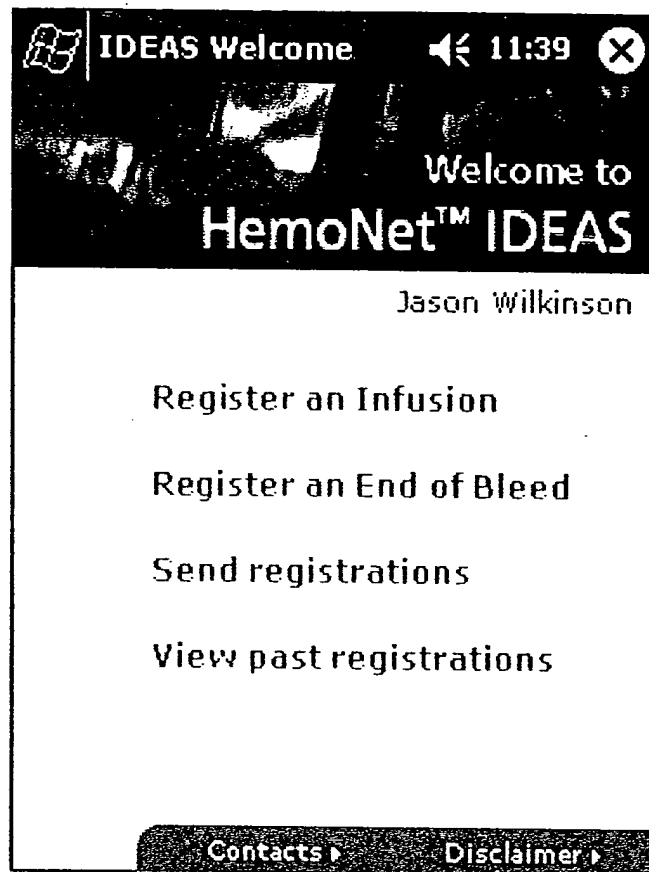 IDEAS Welcome 11:39
Welcome to
HemoNet™ IDEAS
Jason Wilkinson
Register an Infusion
Register an End of Bleed
Send registrations
View past registrations
Contacts Disclaimer